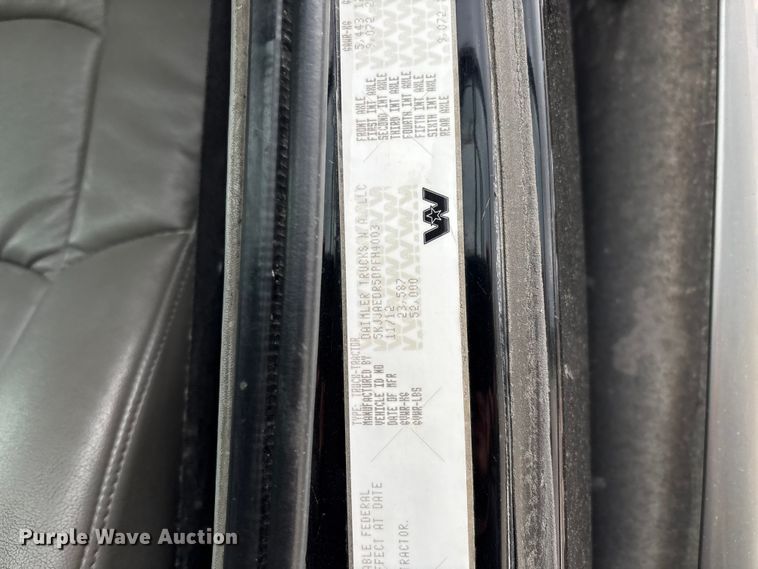 TYPE: TRUCK-TRACTOR
MANUFACTURED BY DAIMLER TRUCKS N.A. LLC
VEHICLE ID NO
DATE OF MFR 11/12
GVWR-KG 23,587
GVWR-LBS 52,000
FRONT AXLE
FIRST INT AXLE
SECOND INT AXLE
THIRD INT AXLE
FOURTH INT AXLE
FIFTH INT AXLE
SIXTH INT AXLE
REAR AXLE
GAWR-KG
5,443
9,072
9,072
ABLE FEDERAL
FFECT AT DATE
TRACTOR.
Purple Wave Auction